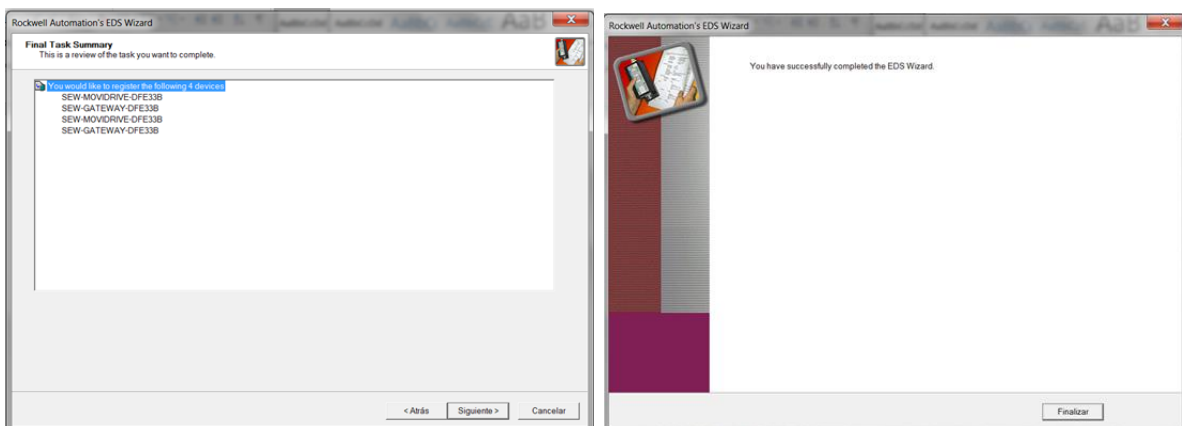 Rockwell Automation's EDS Wizard
Final Task Summary
This is a review of the task you want to complete.
You would like to register the following 4 devices
SEW-MOVIDRIVE-DFE33B
SEW-GATEWAY-DFE33B
SEW-MOVIDRIVE-DFE33B
SEW-GATEWAY-DFE33B
< Atrás
Siguiente >
Cancelar
Rockwell Automation's EDS Wizard
You have successfully completed the EDS Wizard.
Finalizar